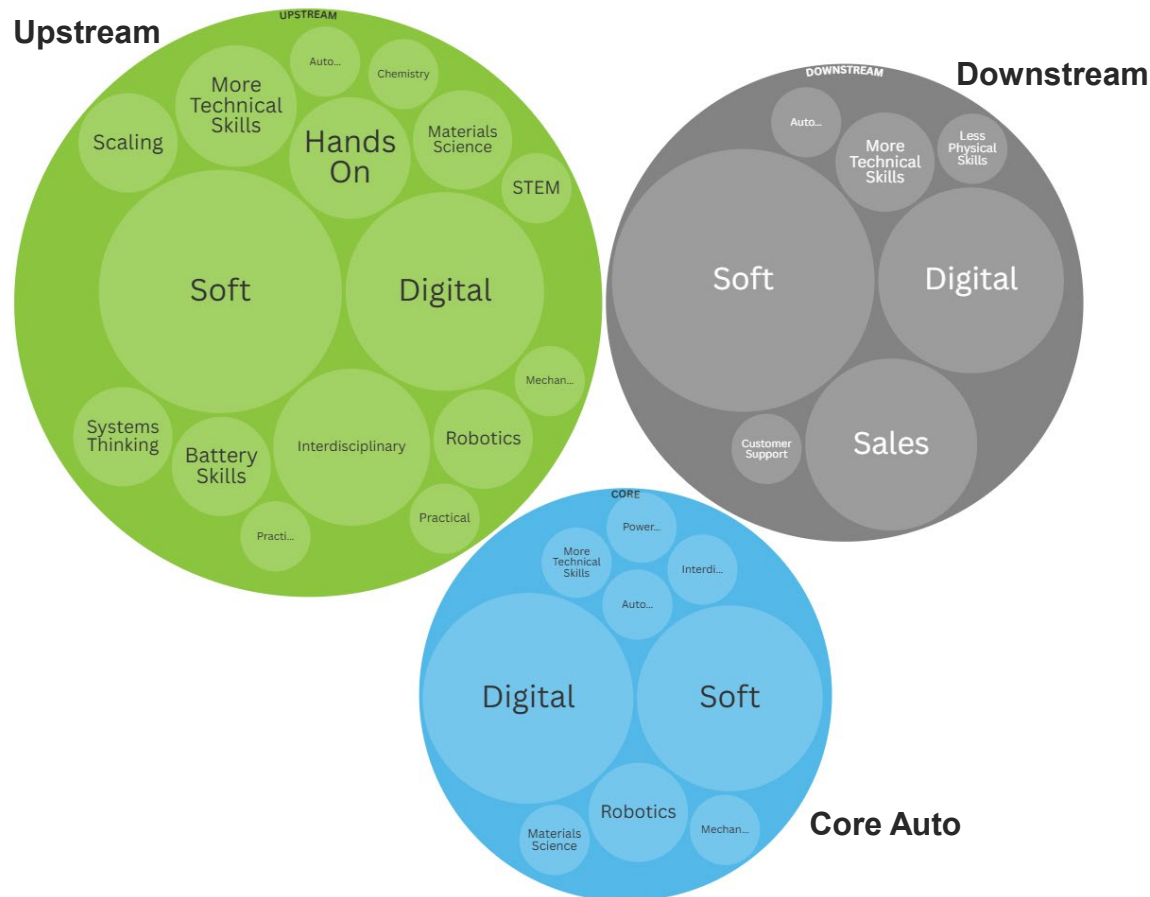 Upstream
UPSTREAM
Auto...
Chemistry
More
Technical
Skills
Scaling
Hands
On
Materials
Science
STEM
Soft
Digital
Mechan...
Systems
Thinking
Battery
Skills
Interdisciplinary
Robotics
Practical
Practi...
Downstream
DOWNSTREAM
Auto...
More
Technical
Skills
Less
Physical
Skills
Soft
Digital
Customer
Support
Sales
CORE
Power...
More
Technical
Skills
Interdi...
Auto...
Digital
Soft
Robotics
Materials
Science
Mechan...
Core Auto